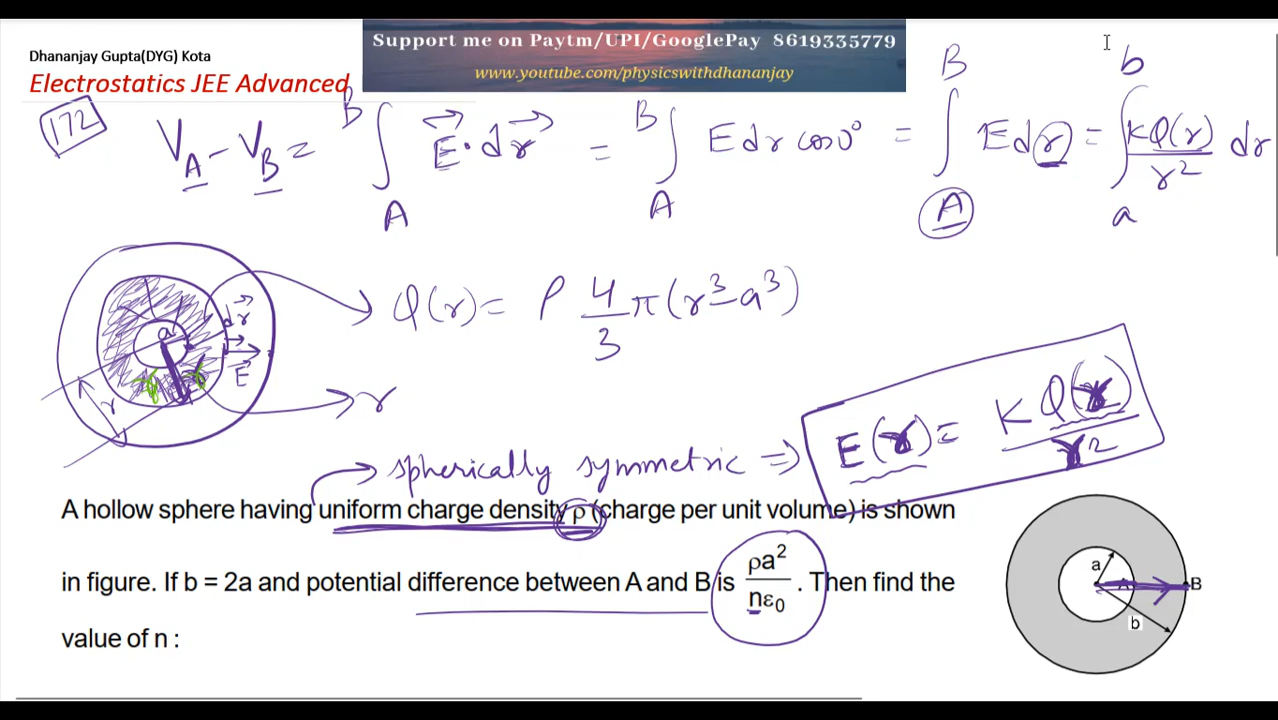 Support me on Paytm/UPI/GooglePay 8619335779
www.youtube.com/physicswithdhananjay
Dhananjay Gupta(DYG) Kota
Electrostatics JEE Advanced
172
V_A - V_B = ∫_A^B E⃗ · dr⃗ = ∫_A^B E dr cos 0° = ∫_A^B E dr = ∫_a^b KQ(r)/r² dr
a
dr⃗
E⃗
r
Q(r) = ρ 4/3 π (r³ - a³)
r
spherically symmetric ⇒ E(r) = KQ(r)/r²
A hollow sphere having uniform charge density ρ (charge per unit volume) is shown
in figure. If b = 2a and potential difference between A and B is ρa²/nε₀ . Then find the
value of n :
a
A
B
b